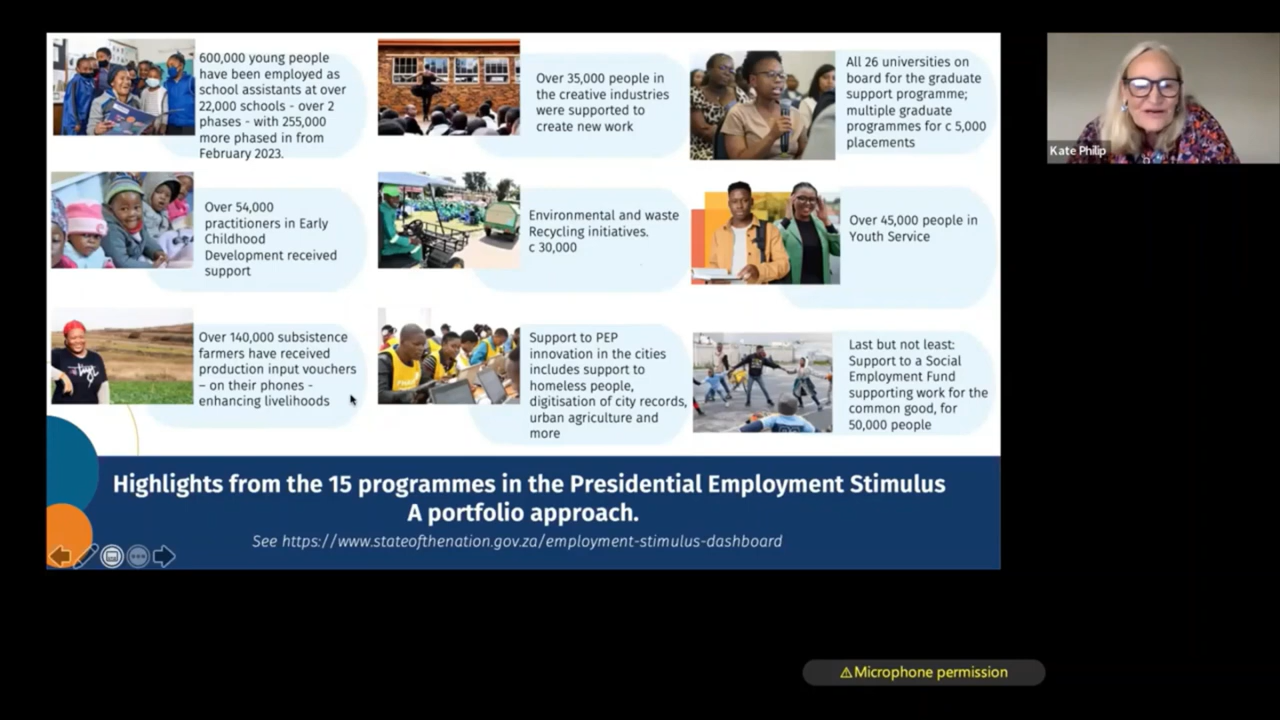 600,000 young people
have been employed as
school assistants at over
22,000 schools - over 2
phases - with 255,000
more phased in from
February 2023.
Over 35,000 people in
the creative industries
were supported to
create new work
All 26 universities on
board for the graduate
support programme;
multiple graduate
programmes for c 5,000
placements
Kate Philip
Over 54,000
practitioners in Early
Childhood
Development received
support
Environmental and waste
Recycling initiatives.
c 30,000
Over 45,000 people in
Youth Service
Over 140,000 subsistence
farmers have received
production input vouchers
– on their phones -
enhancing livelihoods
Support to PEP
innovation in the cities
includes support to
homeless people,
digitisation of city records,
urban agriculture and
more
Last but not least:
Support to a Social
Employment Fund
supporting work for the
common good, for
50,000 people
Highlights from the 15 programmes in the Presidential Employment Stimulus
A portfolio approach.
See https://www.stateofthenation.gov.za/employment-stimulus-dashboard
⚠Microphone permission